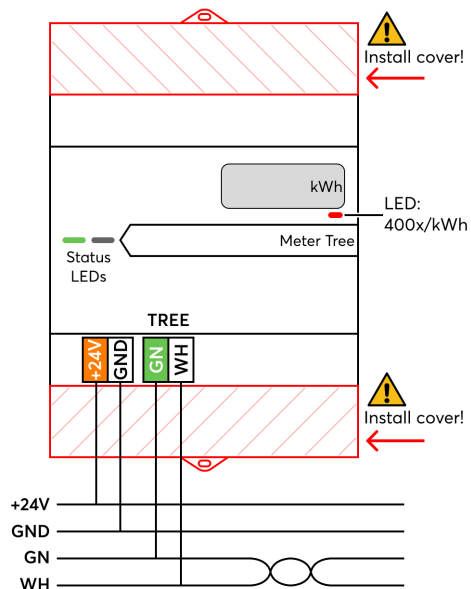 Install cover!
kWh
LED:
400x/kWh
Meter Tree
Status
LEDs
TREE
+24V
GND
GN
WH
Install cover!
+24V
GND
GN
WH